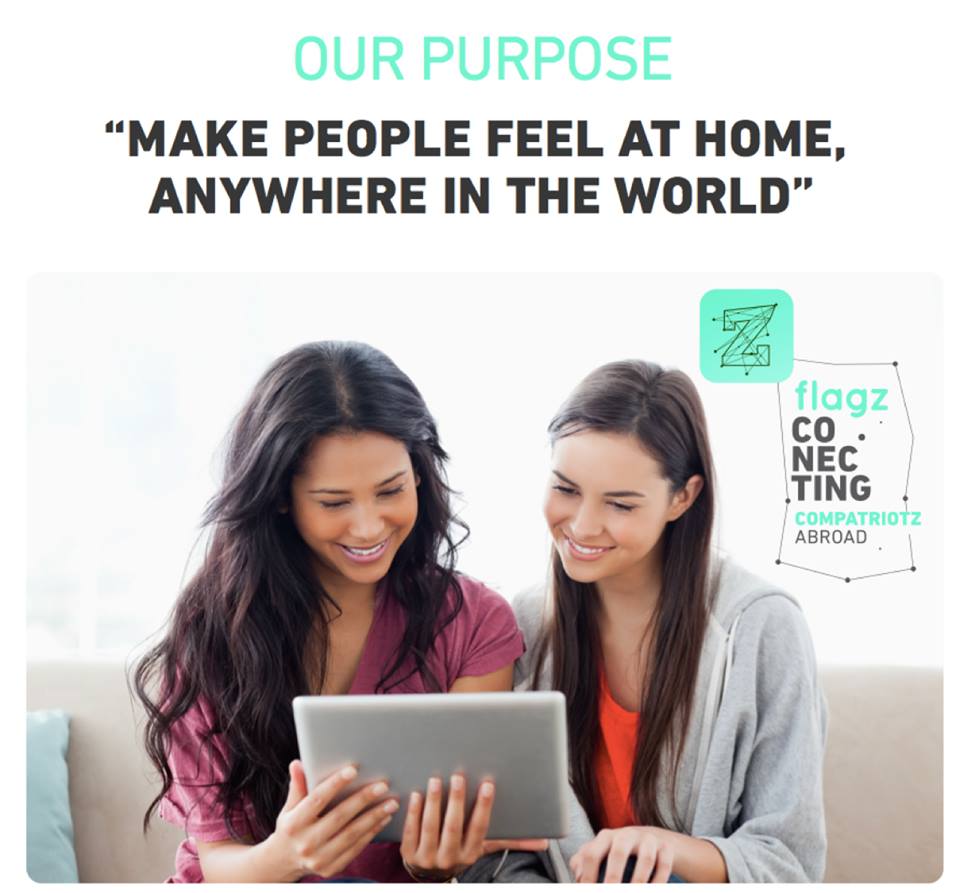 OUR PURPOSE
“MAKE PEOPLE FEEL AT HOME,
ANYWHERE IN THE WORLD”
Z
flagz
CO
NEC
TING
COMPATRIOTZ
ABROAD